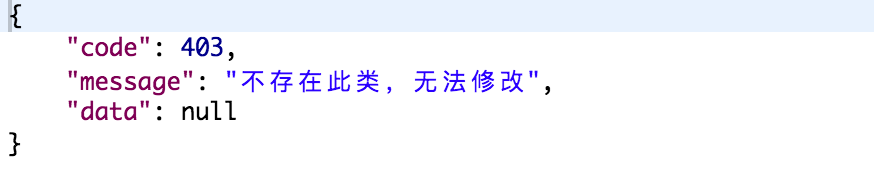 {
    "code": 403,
    "message": "不存在此类，无法修改",
    "data": null
}